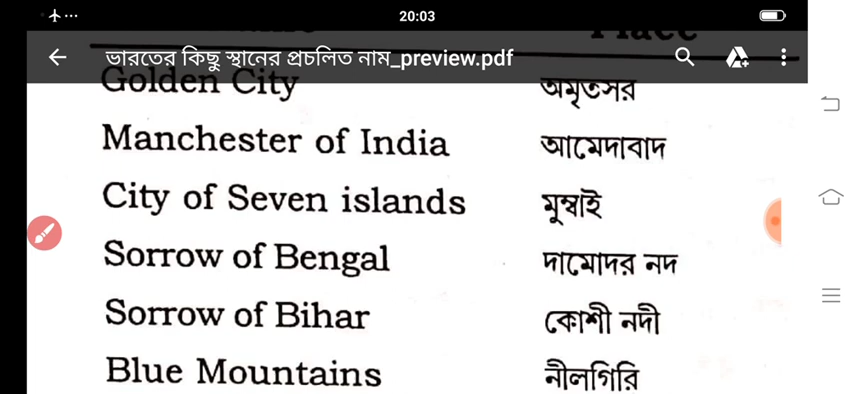 20:03
Place
ভারতের কিছু স্থানের প্রচলিত নাম_preview.pdf
Golden City অমৃতসর
Manchester of India আমেদাবাদ
City of Seven islands মুম্বাই
Sorrow of Bengal দামোদর নদ
Sorrow of Bihar কোশী নদী
Blue Mountains নীলগিরি